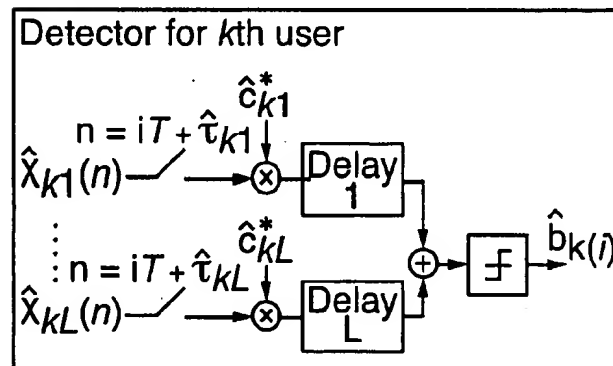 Detector for kth user
ĉ*k1
n = iT + τ̂k1
x̂k1(n)
Delay
1
ĉ*kL
n = iT + τ̂kL
x̂kL(n)
Delay
L
b̂k(i)